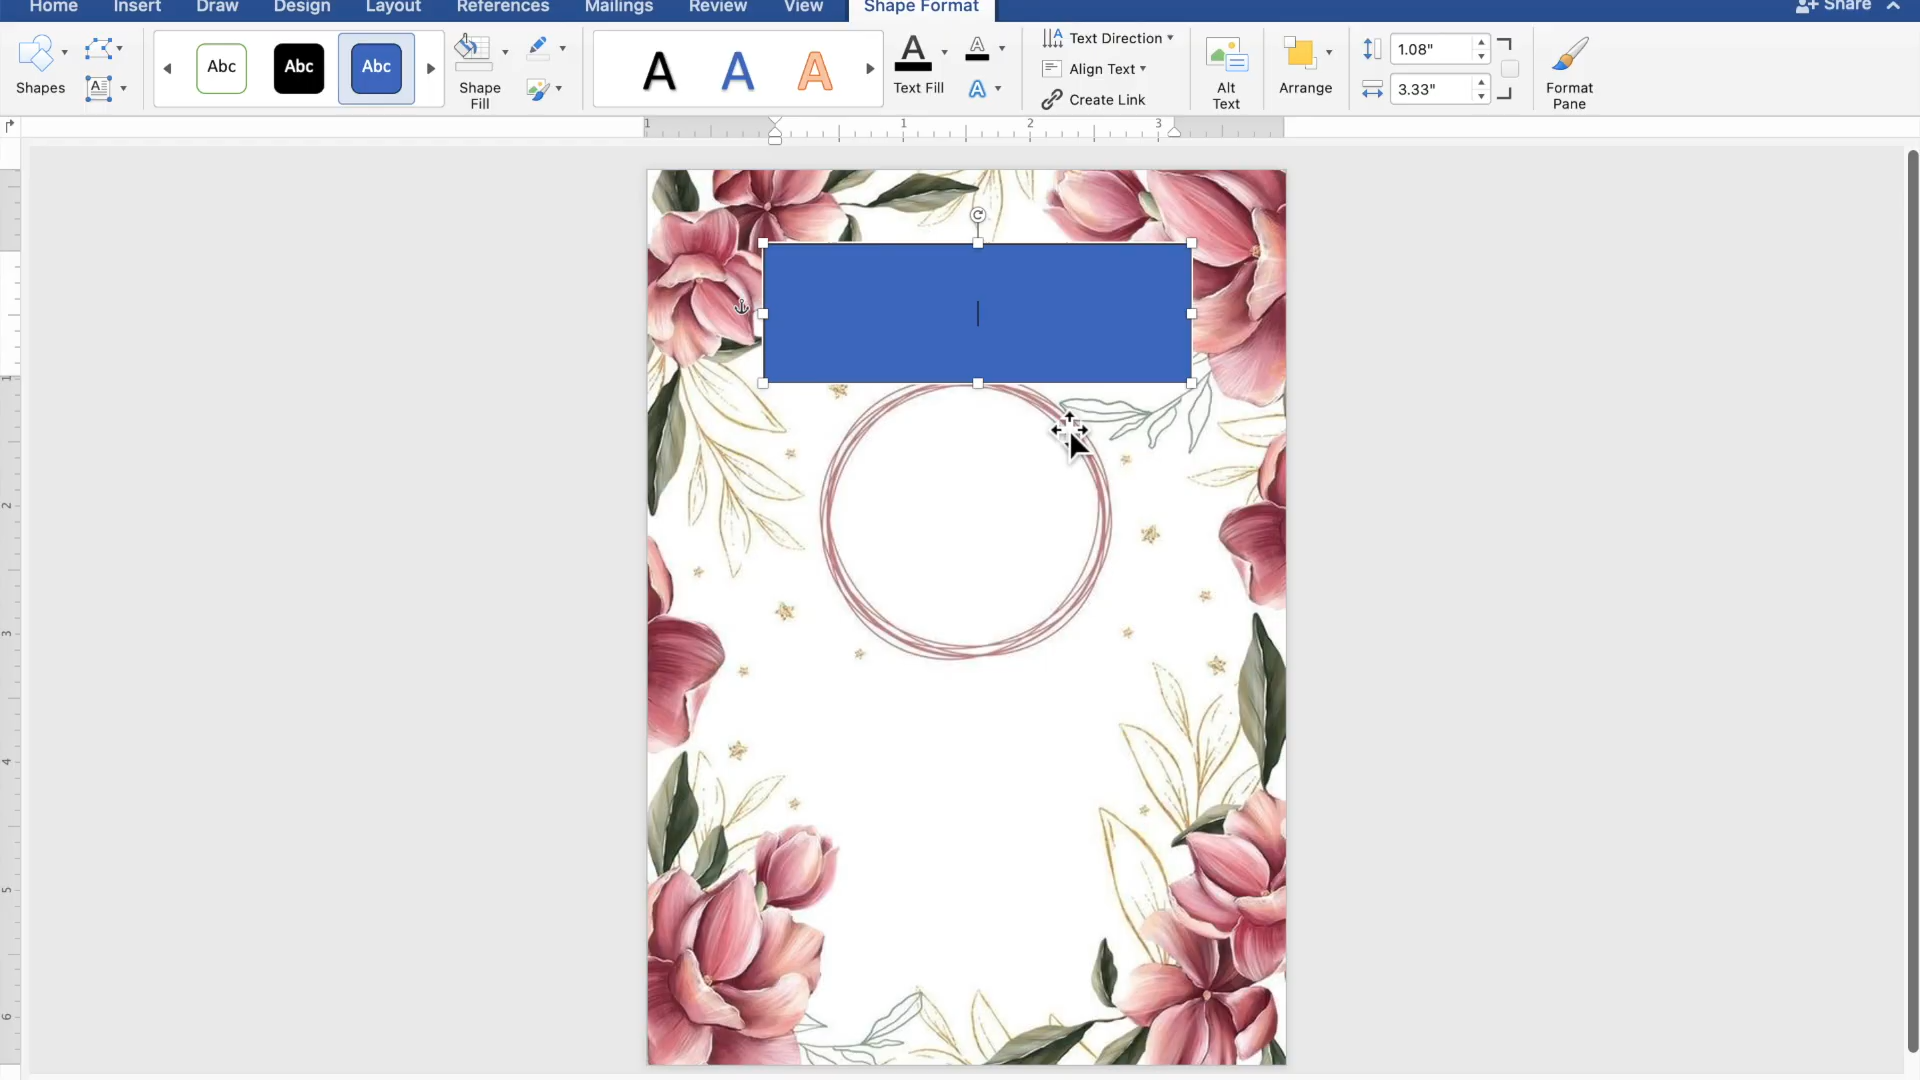 Home Insert Draw Design Layout References Mailings Review View Shape Format Share
Shapes
Abc Abc Abc
Shape
Fill
A A A
A
Text Fill
A
A
Text Direction
Align Text
Create Link
Alt
Text
Arrange
1.08"
3.33"
Format
Pane
1 1 2 3
1
2
3
4
5
6